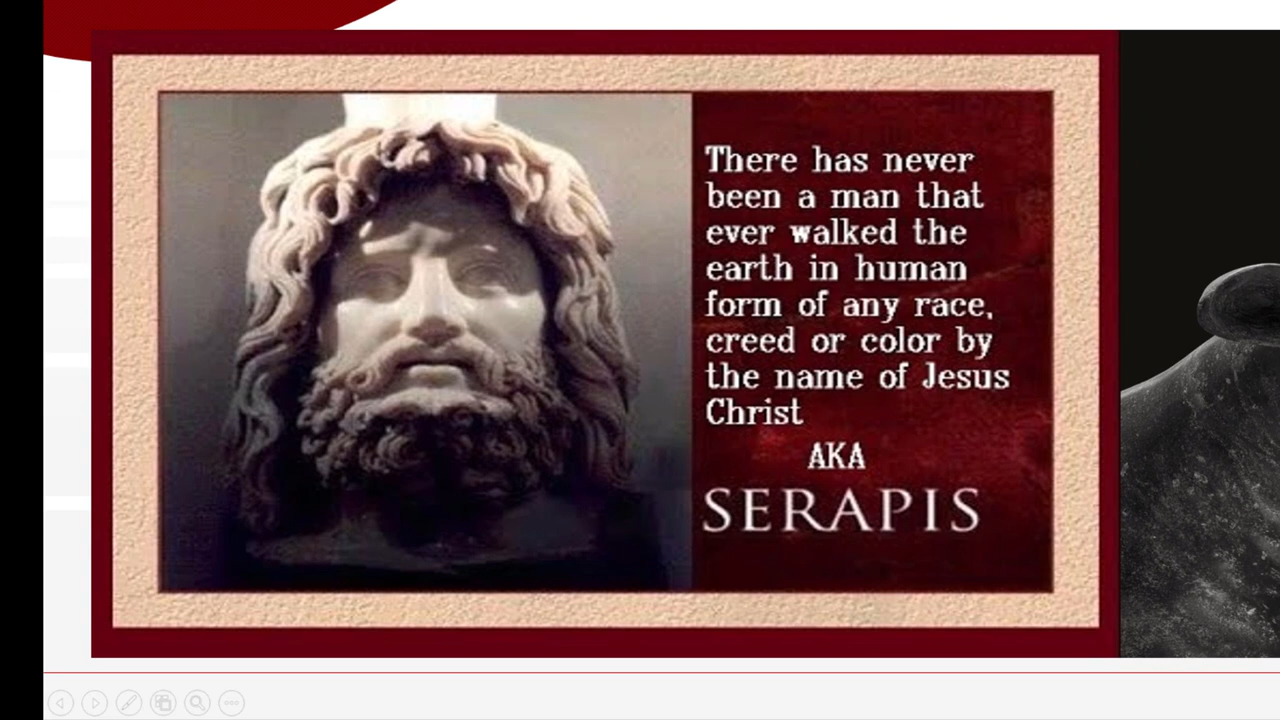 There has never
been a man that
ever walked the
earth in human
form of any race,
creed or color by
the name of Jesus
Christ
AKA
SERAPIS